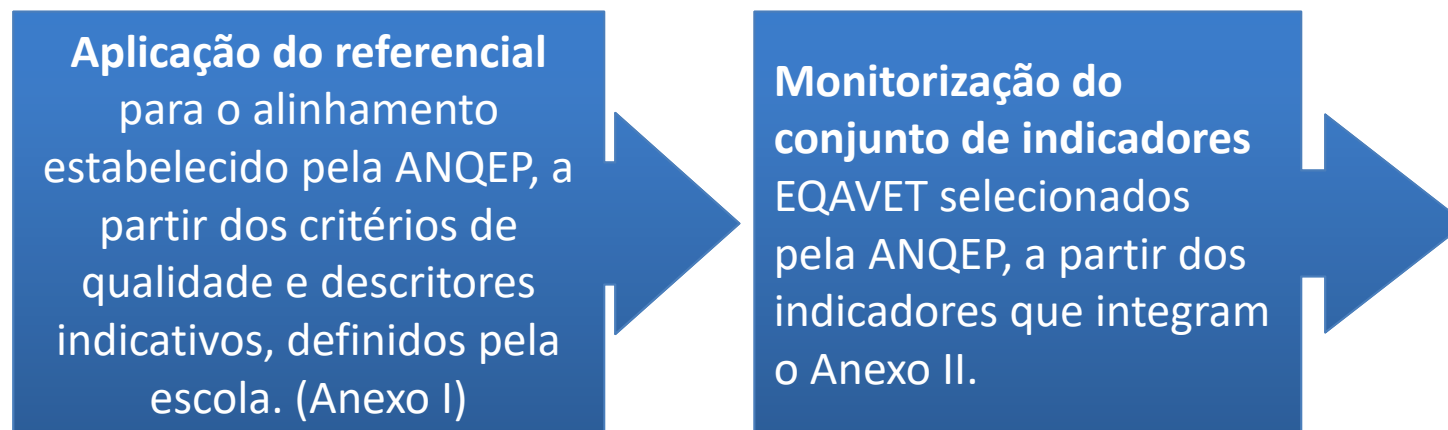 Aplicação do referencial
para o alinhamento
estabelecido pela ANQEP, a
partir dos critérios de
qualidade e descritores
indicativos, definidos pela
escola. (Anexo I)
Monitorização do
conjunto de indicadores
EQAVET selecionados
pela ANQEP, a partir dos
indicadores que integram
o Anexo II.